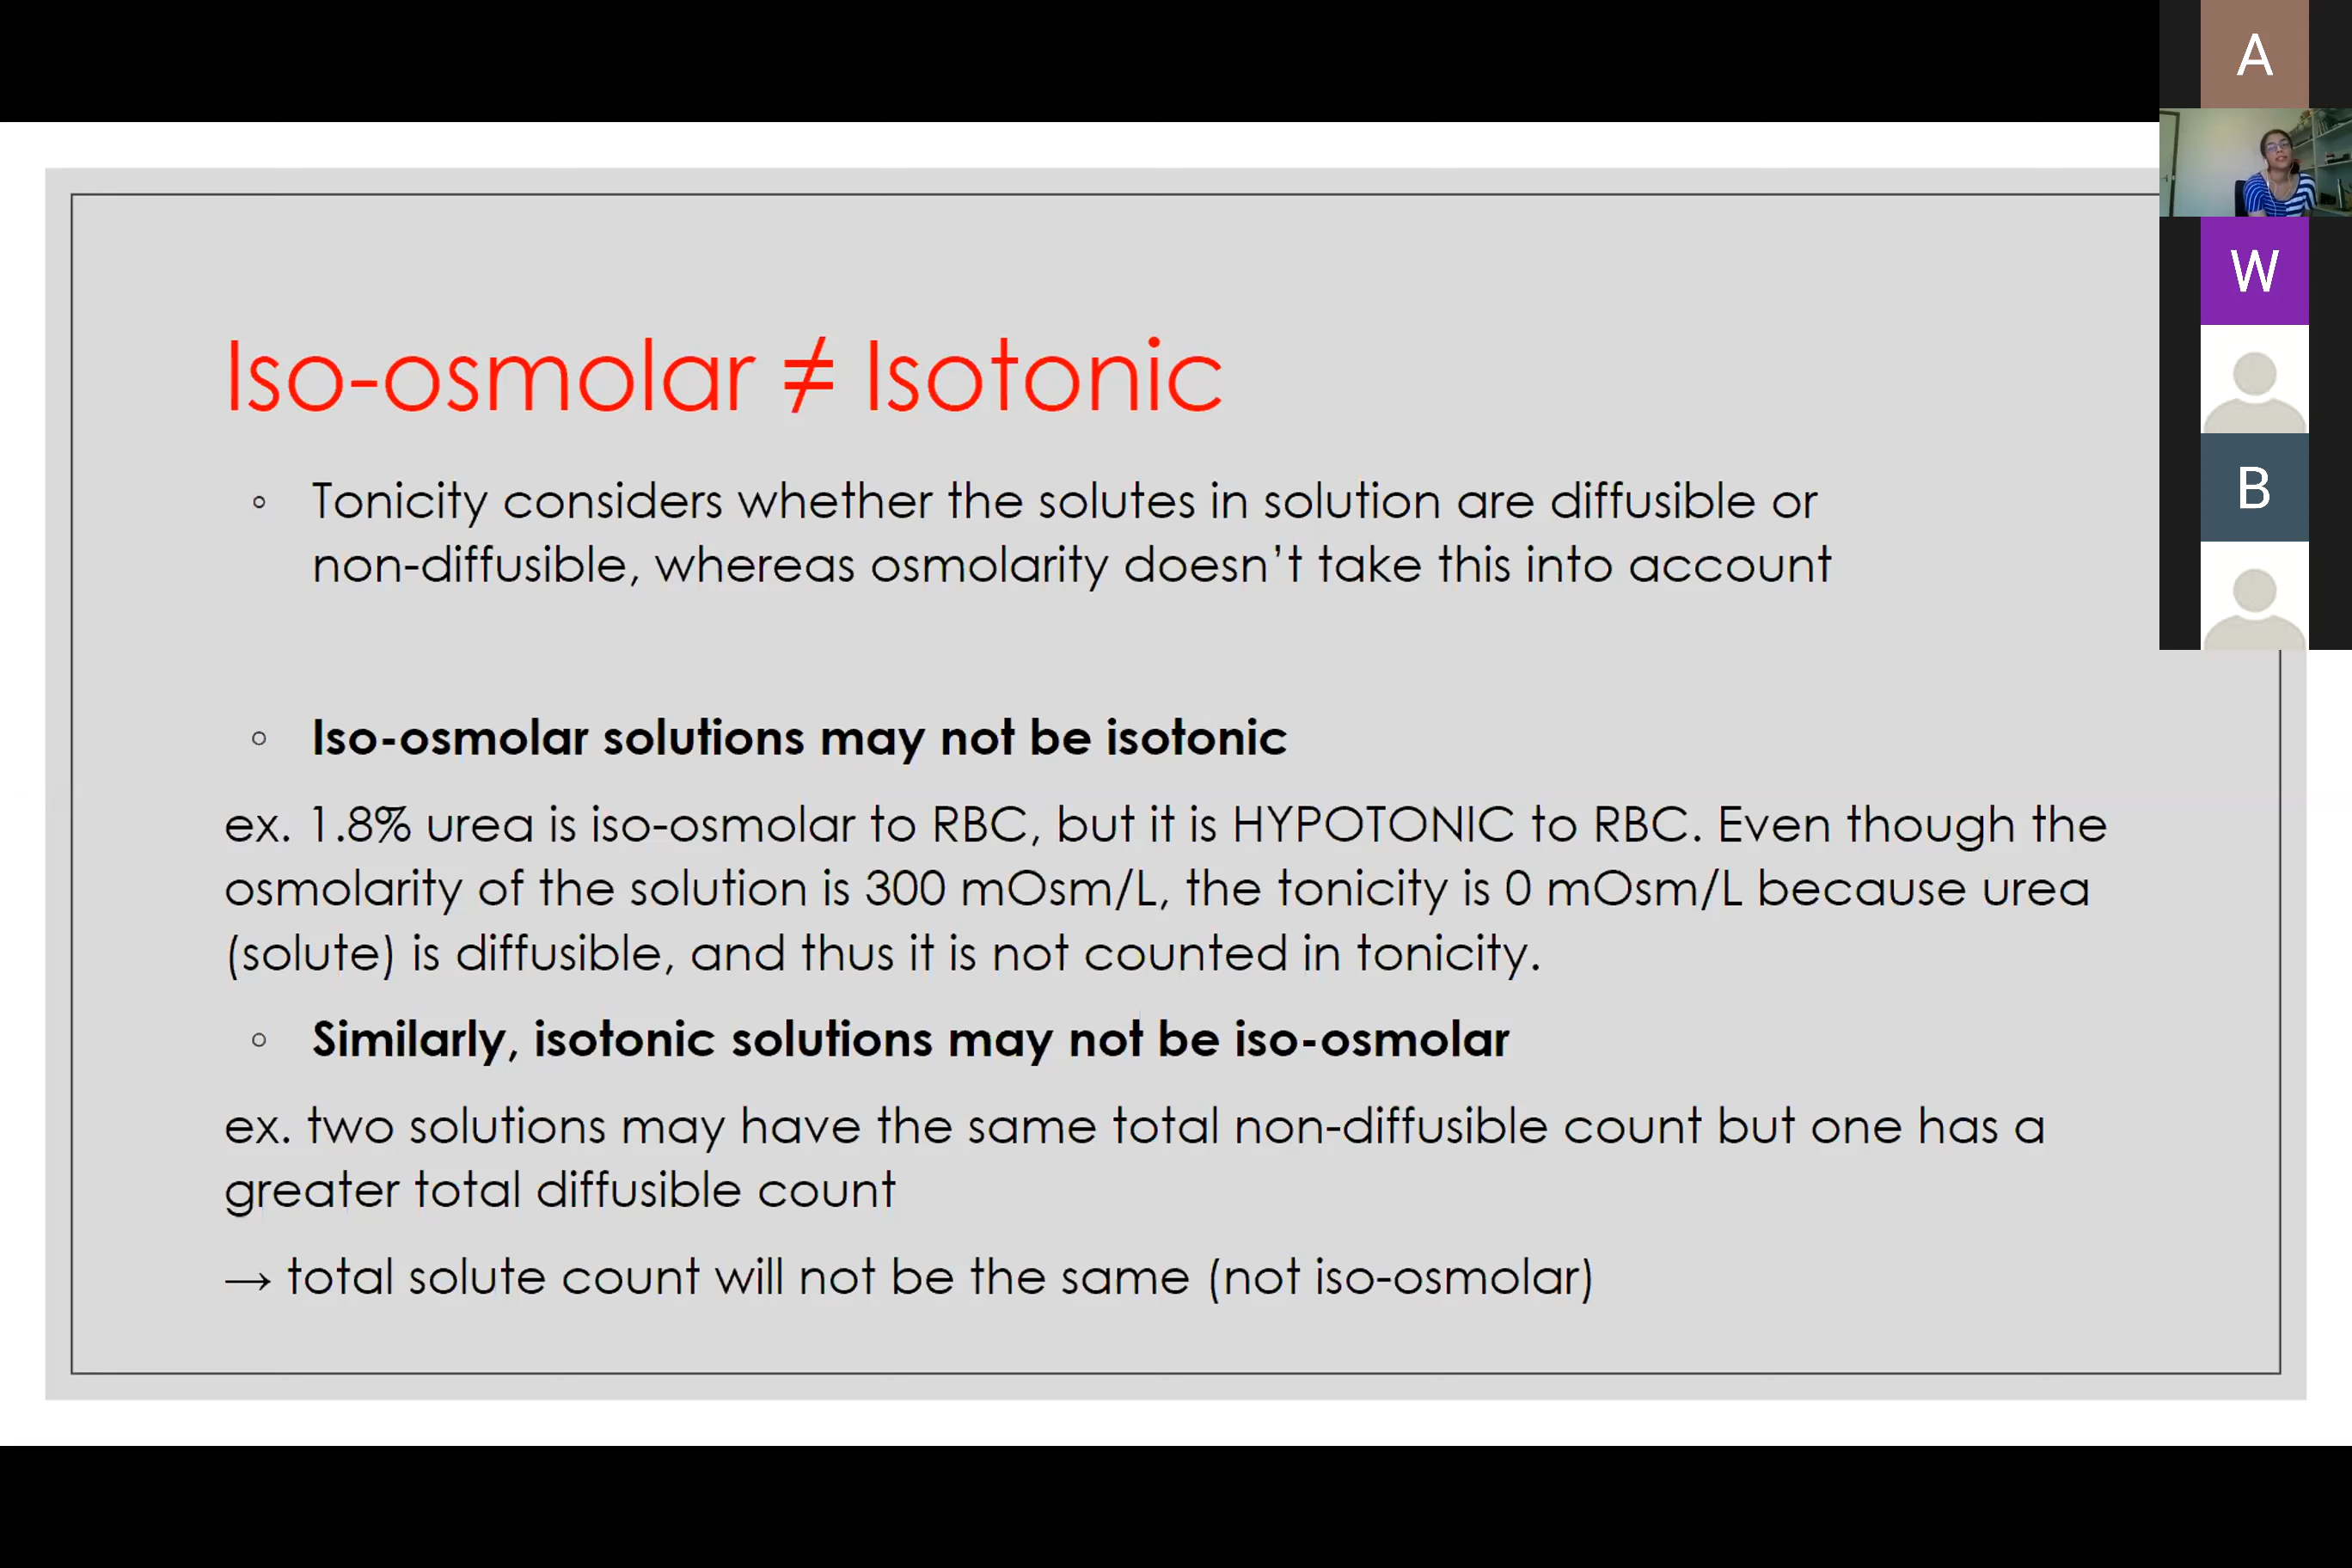 Iso-osmolar ≠ Isotonic
◦ Tonicity considers whether the solutes in solution are diffusible or
non-diffusible, whereas osmolarity doesn’t take this into account
◦ Iso-osmolar solutions may not be isotonic
ex. 1.8% urea is iso-osmolar to RBC, but it is HYPOTONIC to RBC. Even though the
osmolarity of the solution is 300 mOsm/L, the tonicity is 0 mOsm/L because urea
(solute) is diffusible, and thus it is not counted in tonicity.
◦ Similarly, isotonic solutions may not be iso-osmolar
ex. two solutions may have the same total non-diffusible count but one has a
greater total diffusible count
→ total solute count will not be the same (not iso-osmolar)
A
W
B